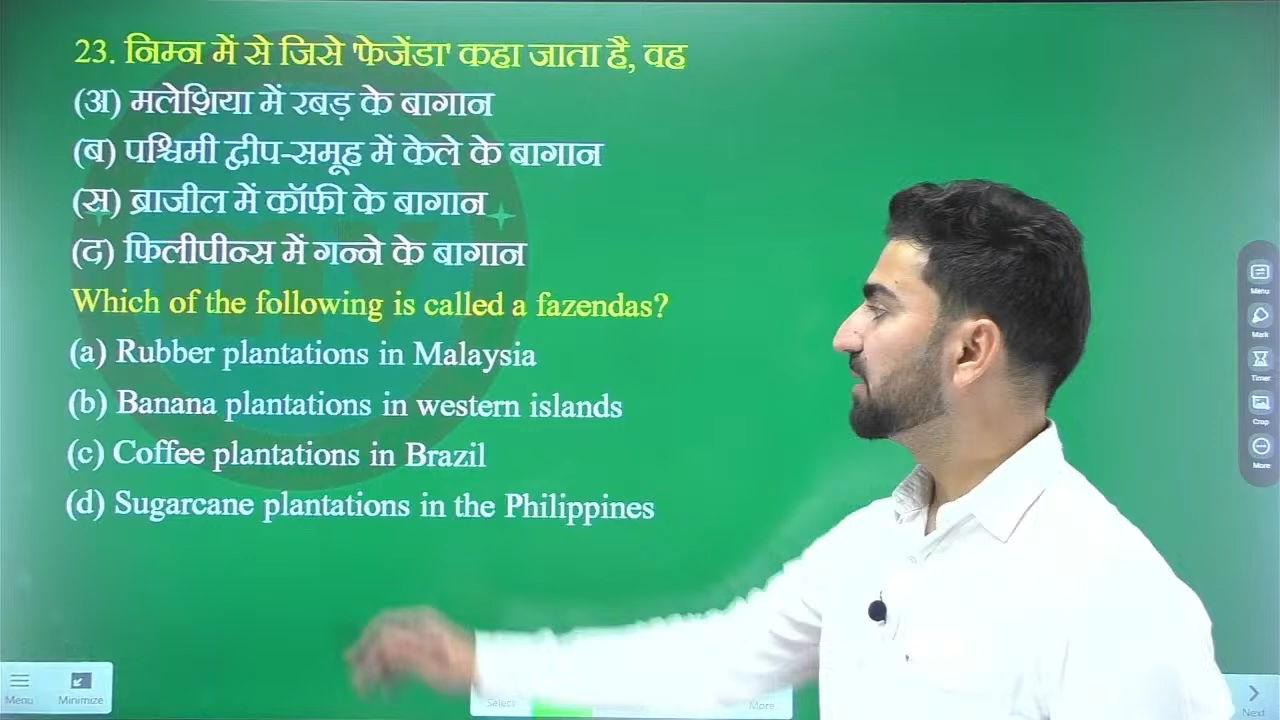 23. निम्न में से जिसे 'फेजेंडा' कहा जाता है, वह
(अ) मलेशिया में रबड़ के बागान
(ब) पश्चिमी द्वीप-समूह में केले के बागान
(स) ब्राजील में कॉफी के बागान
(द) फिलीपीन्स में गन्ने के बागान
Which of the following is called a fazendas?
(a) Rubber plantations in Malaysia
(b) Banana plantations in western islands
(c) Coffee plantations in Brazil
(d) Sugarcane plantations in the Philippines
Menu
Mark
Timer
Crop
More
Menu Minimize
Select
More
Next